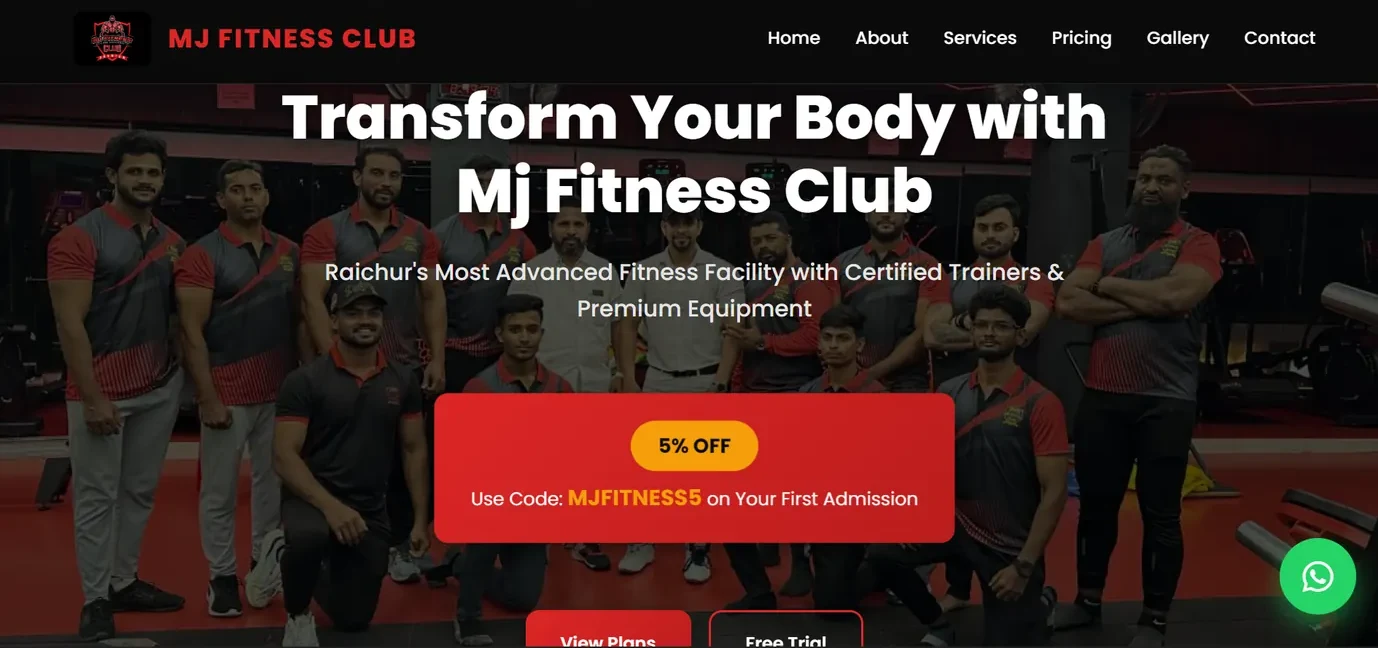 MJ FITNESS CLUB
Home About Services Pricing Gallery Contact
Transform Your Body with
Mj Fitness Club
Raichur's Most Advanced Fitness Facility with Certified Trainers &
Premium Equipment
5% OFF
Use Code: MJFITNESS5 on Your First Admission
View Plans
Free Trial